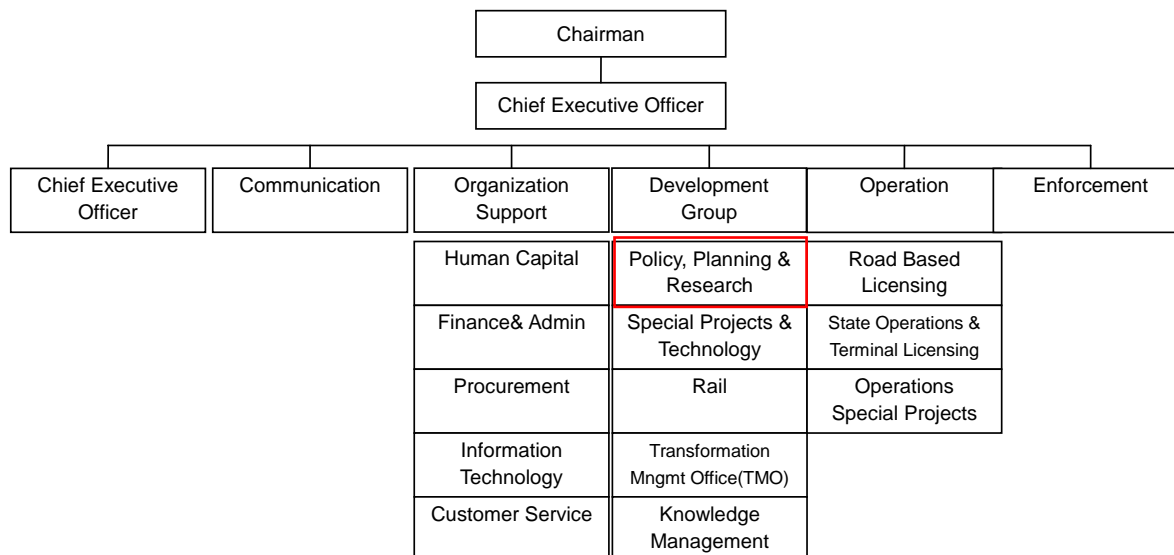 Chairman
Chief Executive Officer
Chief Executive
Officer
Communication
Organization
Support
Development
Group
Operation
Enforcement
Human Capital
Policy, Planning &
Research
Road Based
Licensing
Finance& Admin
Special Projects &
Technology
State Operations &
Terminal Licensing
Procurement
Rail
Operations
Special Projects
Information
Technology
Transformation
Mngmt Office(TMO)
Customer Service
Knowledge
Management